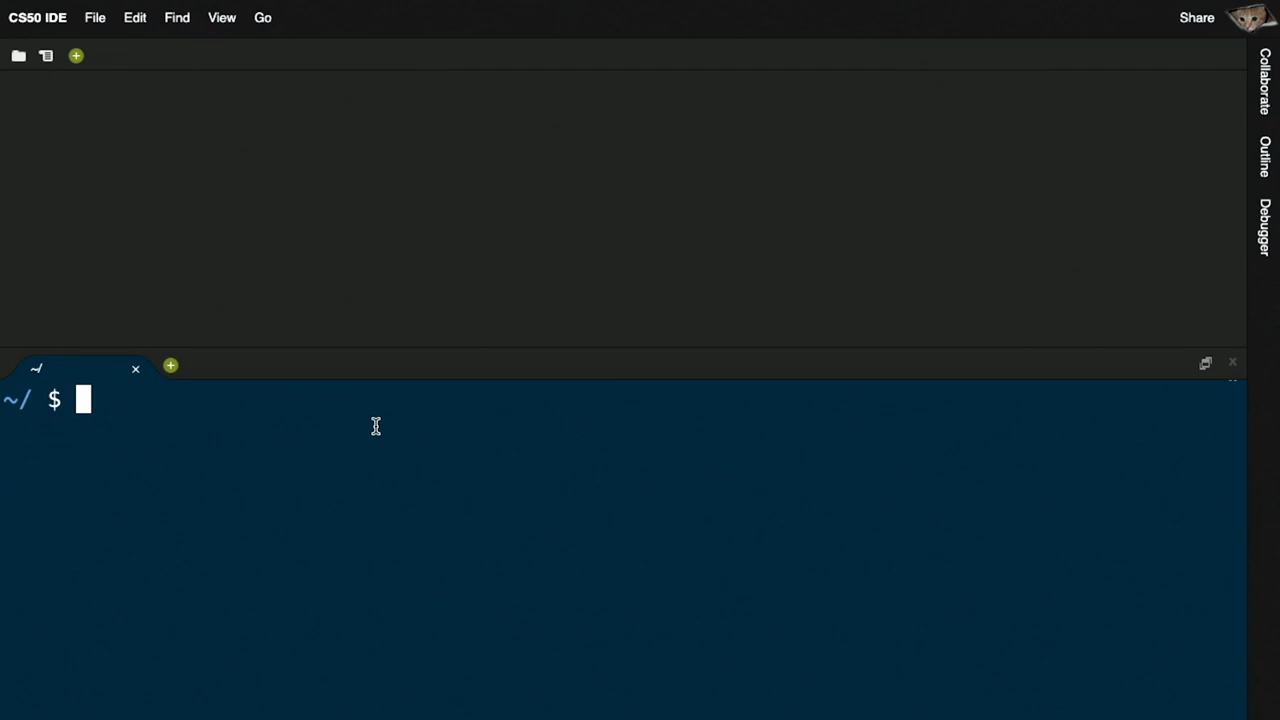 CS50 IDE File Edit Find View Go Share
Collaborate
Outline
Debugger
~/
~/ $